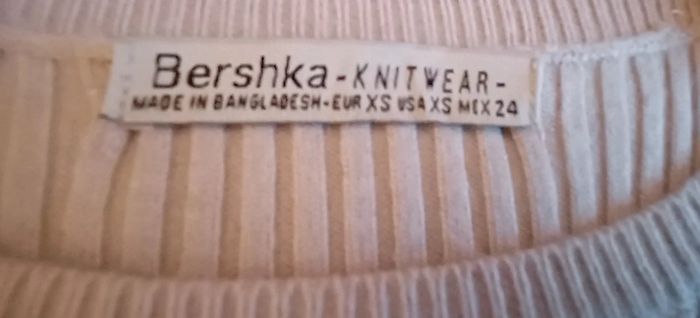 Bershka -KNITWEAR-
MADE IN BANGLADESH-EUR XS USA XS MEX 24